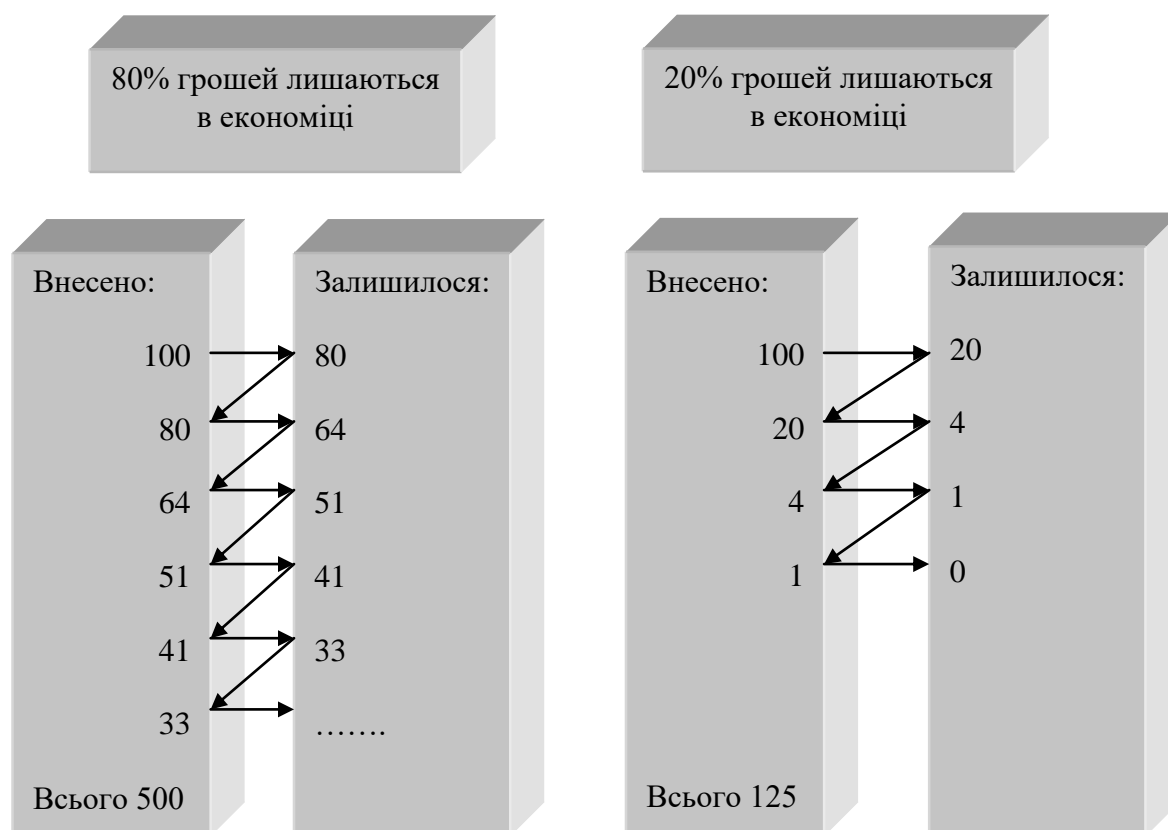 80% грошей лишаються
в економіці
20% грошей лишаються
в економіці
Внесено:
Залишилося:
100
80
80
64
64
51
51
41
41
33
33
…….
Всього 500
Внесено:
Залишилося:
100
20
20
4
4
1
1
0
Всього 125